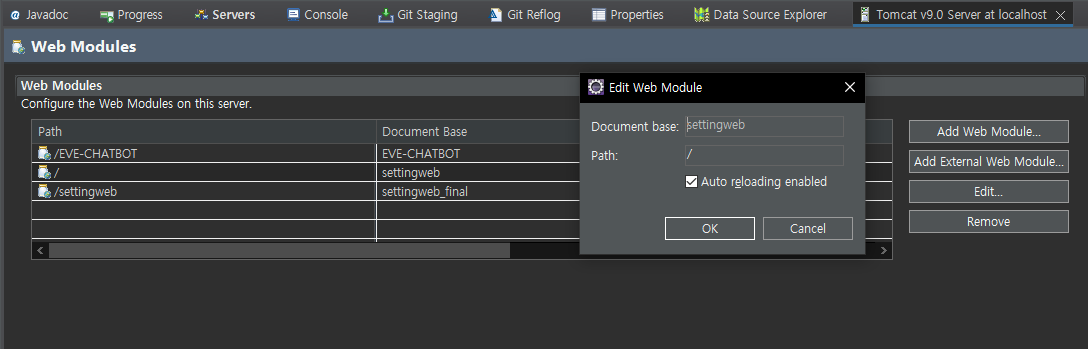 @ Javadoc Progress Servers Console Git Staging Git Reflog Properties Data Source Explorer Tomcat v9.0 Server at localhost
Web Modules
Web Modules
Configure the Web Modules on this server.
Path Document Base
/EVE-CHATBOT EVE-CHATBOT
/ settingweb
/settingweb settingweb_final
Edit Web Module
Document base: settingweb
Path: /
Auto reloading enabled
OK Cancel
Add Web Module...
Add External Web Module...
Edit...
Remove